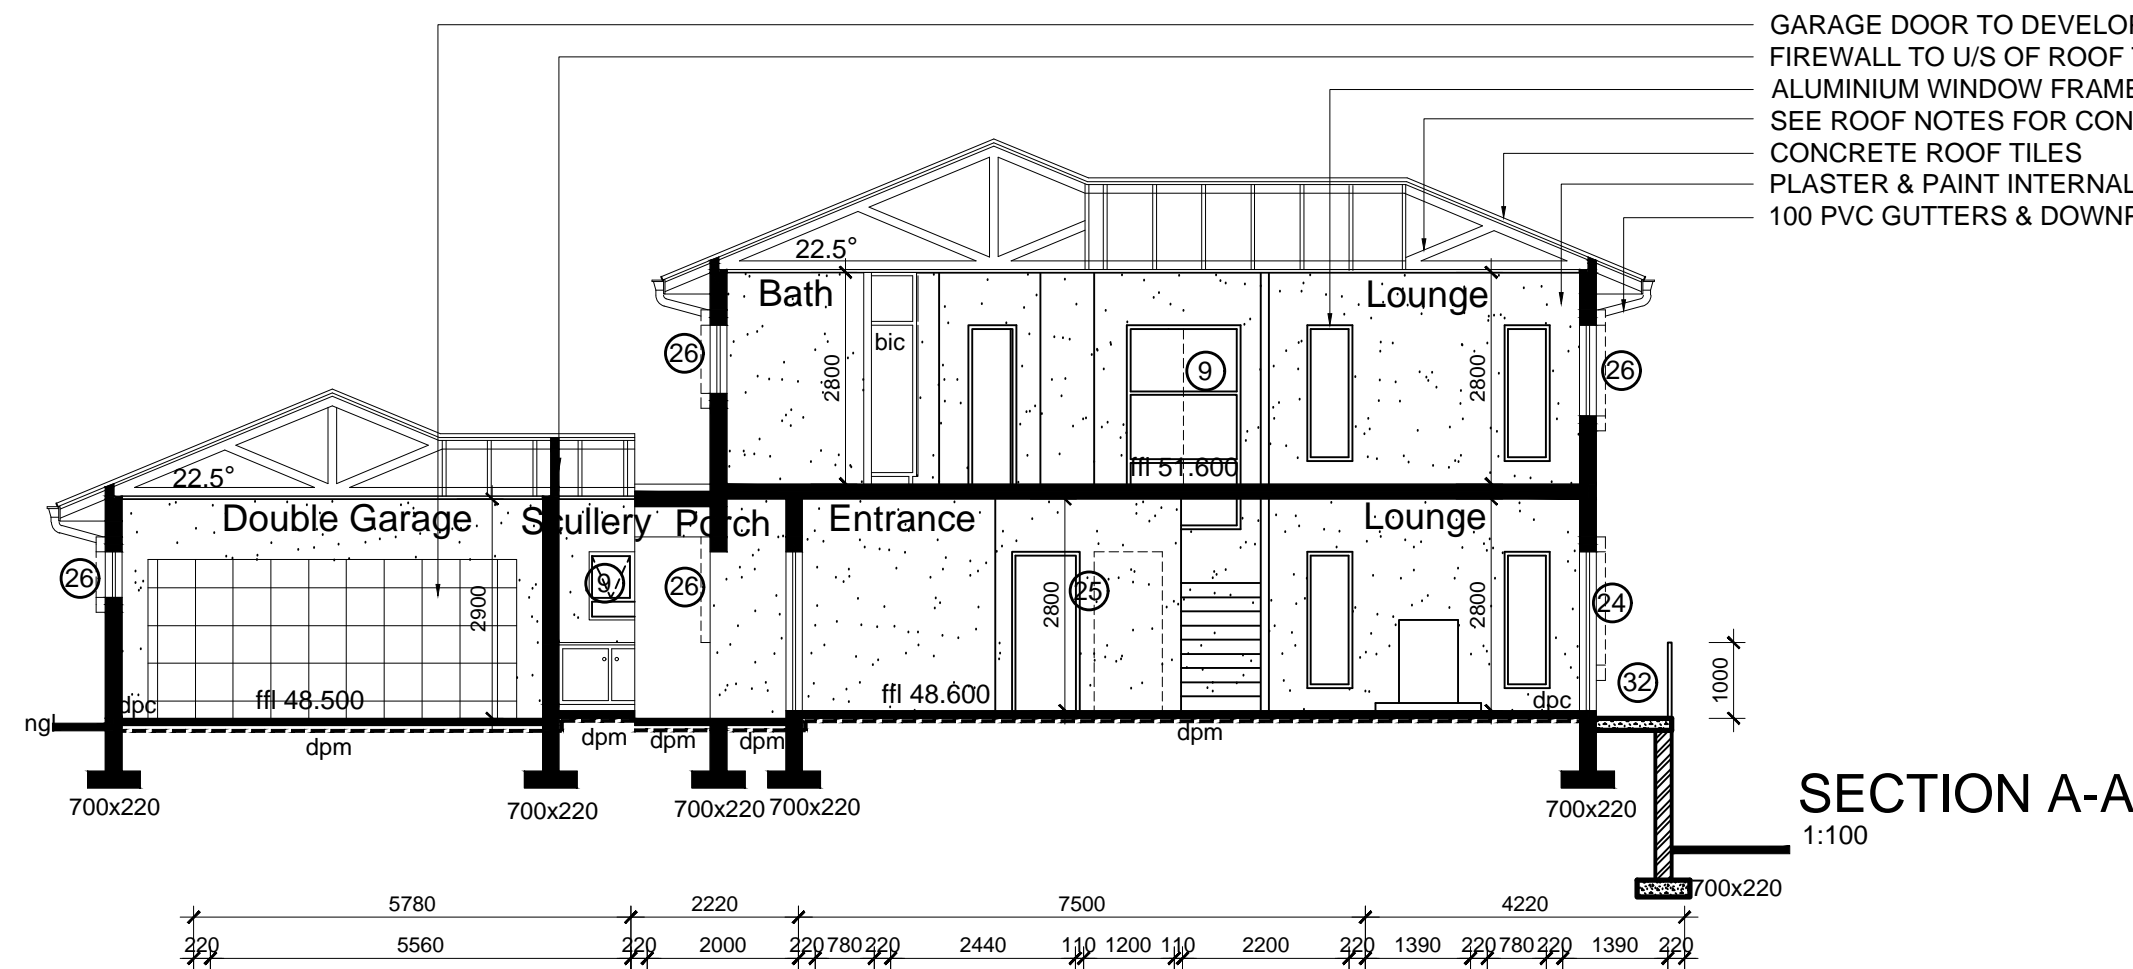 GARAGE DOOR TO DEVELOP
FIREWALL TO U/S OF ROOF
ALUMINIUM WINDOW FRAME
SEE ROOF NOTES FOR CON
CONCRETE ROOF TILES
PLASTER & PAINT INTERNAL
100 PVC GUTTERS & DOWNP
22.5°
Bath
Lounge
bic
26
2800
9
2800
26
ffl 51.600
22.5°
Double Garage
Scullery
Porch
Entrance
Lounge
26
9
26
25
24
2900
2800
2800
32
1000
dpc
ffl 48.500
ffl 48.600
dpc
ngl
dpm
dpm
dpm
dpm
dpm
700x220
700x220
700x220
700x220
700x220
SECTION A-A
1:100
700x220
5780 2220 7500 4220
220 5560 220 2000 220 780 220 2440 110 1200 110 2200 220 1390 220 780 220 1390 220